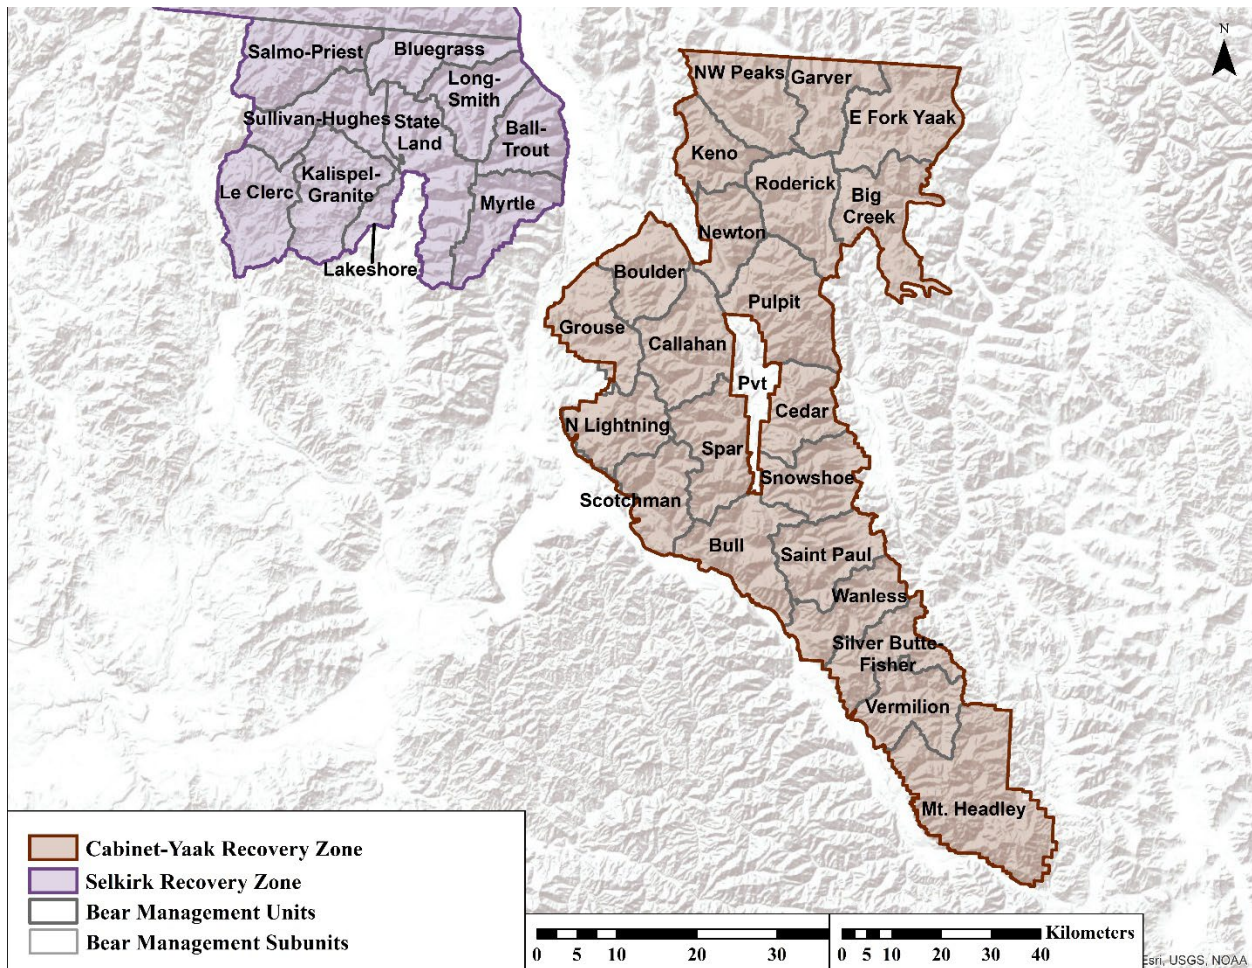 N
Salmo-Priest
Bluegrass
Long-
Smith
Sullivan-Hughes
State
Land
Ball-
Trout
Le Clerc
Kalispel-
Granite
Myrtle
Lakeshore
NW Peaks
Garver
E Fork Yaak
Keno
Roderick
Big
Creek
Newton
Boulder
Pulpit
Grouse
Callahan
Pvt
Cedar
N Lightning
Spar
Snowshoe
Scotchman
Bull
Saint Paul
Wanless
Silver Butte-
Fisher
Vermilion
Mt. Headley
Cabinet-Yaak Recovery Zone
Selkirk Recovery Zone
Bear Management Units
Bear Management Subunits
0 5 10 20 30
0 5 10 20 30 40 Kilometers
Esri, USGS, NOAA